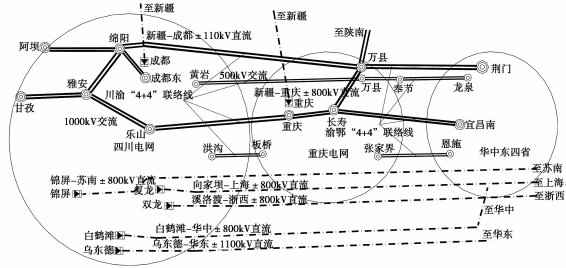 至新疆
至新疆
至陕南
绵阳
新疆-成都±110kV直流
阿坝
成都
成都东
万县
荆门
黄岩
500kV交流
万县
奉节
龙泉
雅安
川渝“4+4”联络线
新疆-重庆±800kV直流
重庆
甘孜
1000kV交流
乐山
四川电网
重庆
长寿
渝鄂“4+4”联络线
宜昌南
洪沟
板桥
重庆电网
张家界
恩施
华中东四省
锦屏-苏南±800kV直流
至苏南
锦屏
复龙
向家坝-上海±800kV直流
至上海
双龙
溪洛渡-浙西±800kV直流
至浙西
至华中
白鹤滩
白鹤滩-华中±800kV直流
乌东德
乌东德-华东±1100kV直流
至华东